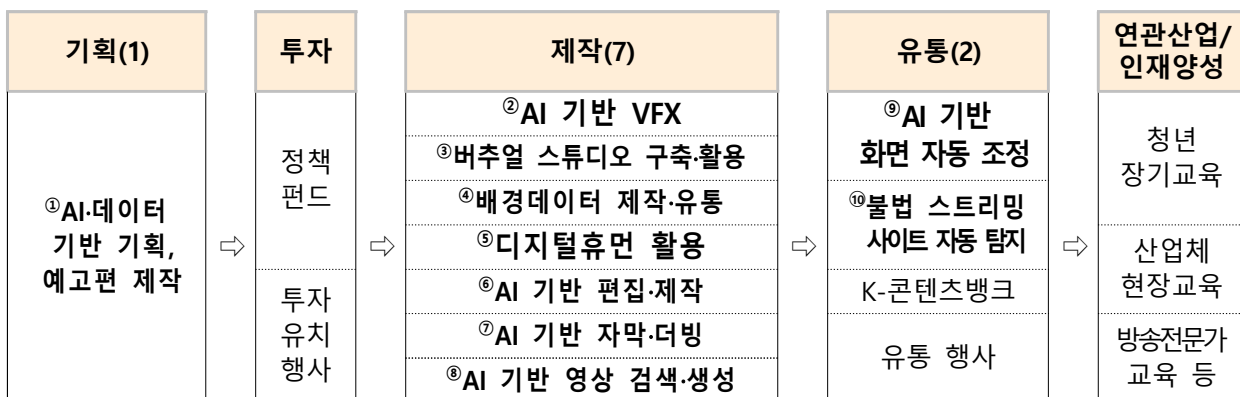 기획(1)
①AI·데이터
기반 기획,
예고편 제작
⇨
투자
정책
펀드
투자
유치
행사
⇨
제작(7)
②AI 기반 VFX
③버추얼 스튜디오 구축·활용
④배경데이터 제작·유통
⑤디지털휴먼 활용
⑥AI 기반 편집·제작
⑦AI 기반 자막·더빙
⑧AI 기반 영상 검색·생성
⇨
유통(2)
⑨AI 기반
화면 자동 조정
⑩불법 스트리밍
사이트 자동 탐지
K-콘텐츠뱅크
유통 행사
⇨
연관산업/
인재양성
청년
장기교육
산업체
현장교육
방송전문가
교육 등